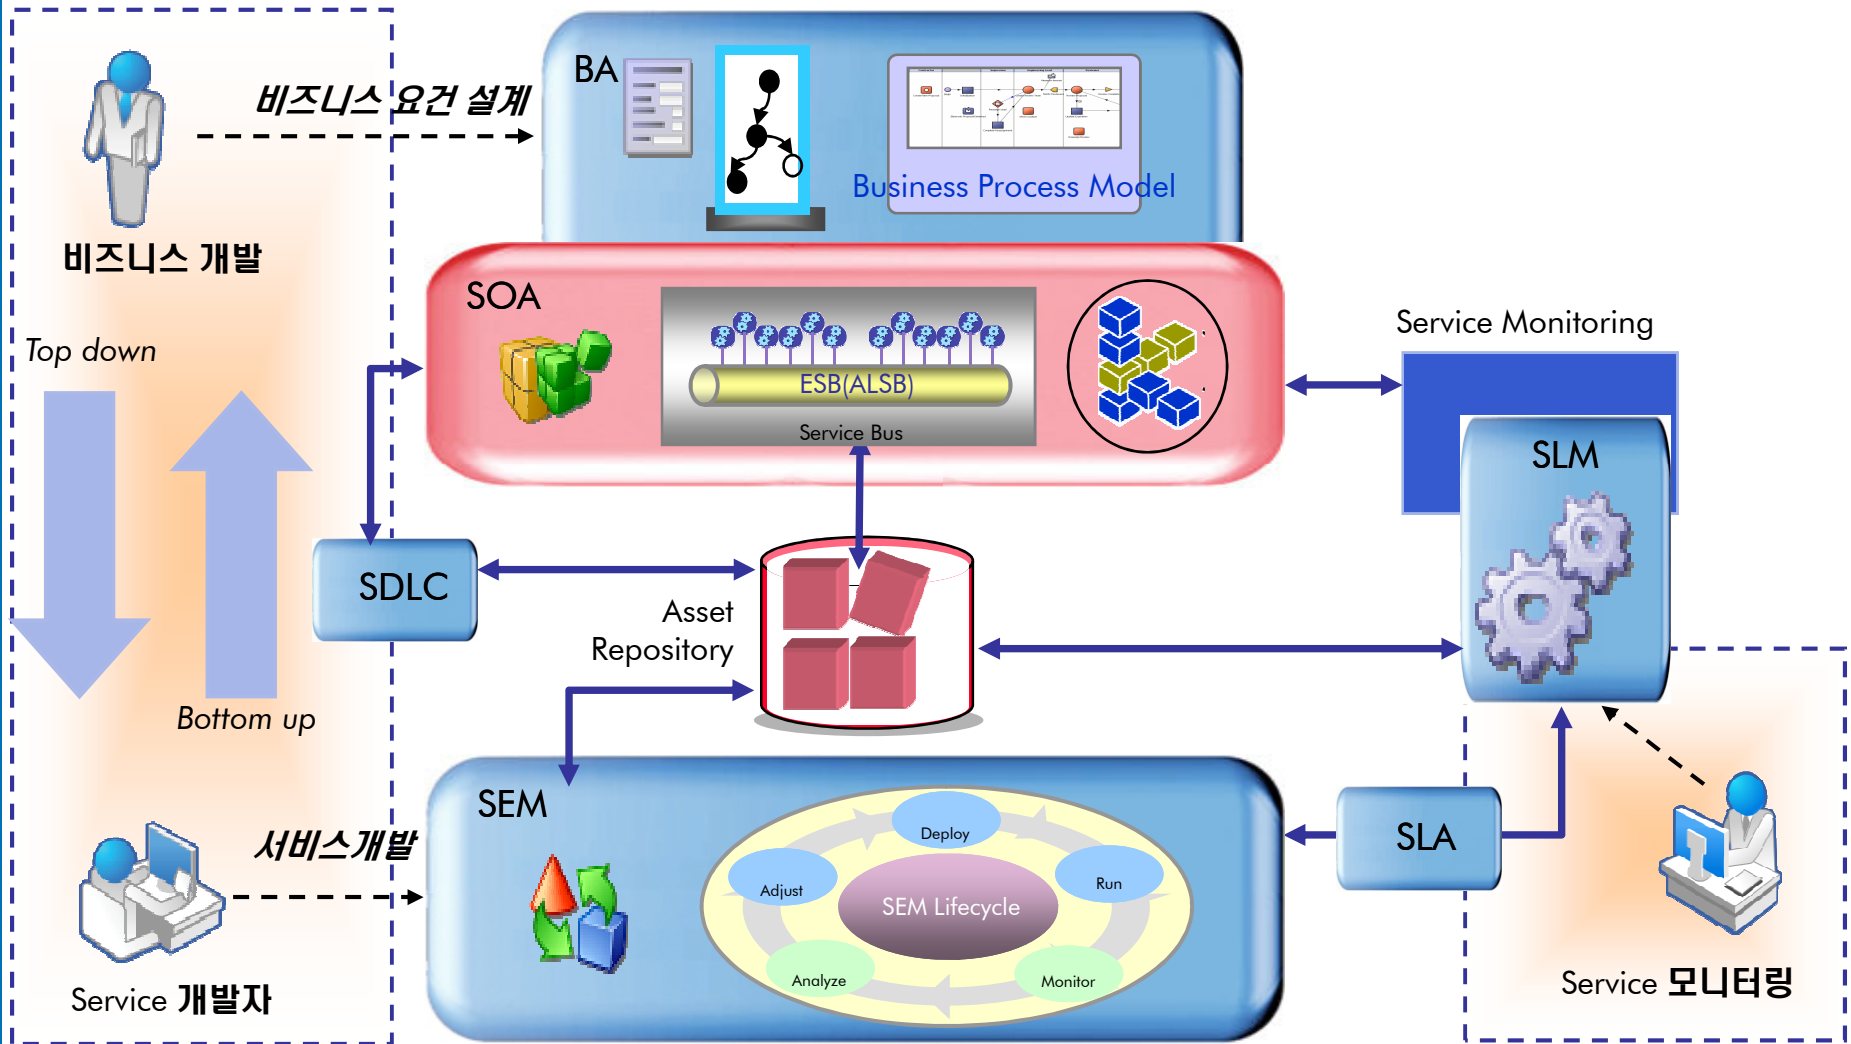 BA
비즈니스 요건 설계
Business Process Model
비즈니스 개발
SOA
ESB(ALSB)
Service Bus
Service Monitoring
Top down
SLM
SDLC
Asset
Repository
Bottom up
SEM
서비스개발
Deploy
Adjust
Run
SEM Lifecycle
Analyze
Monitor
SLA
Service 개발자
Service 모니터링